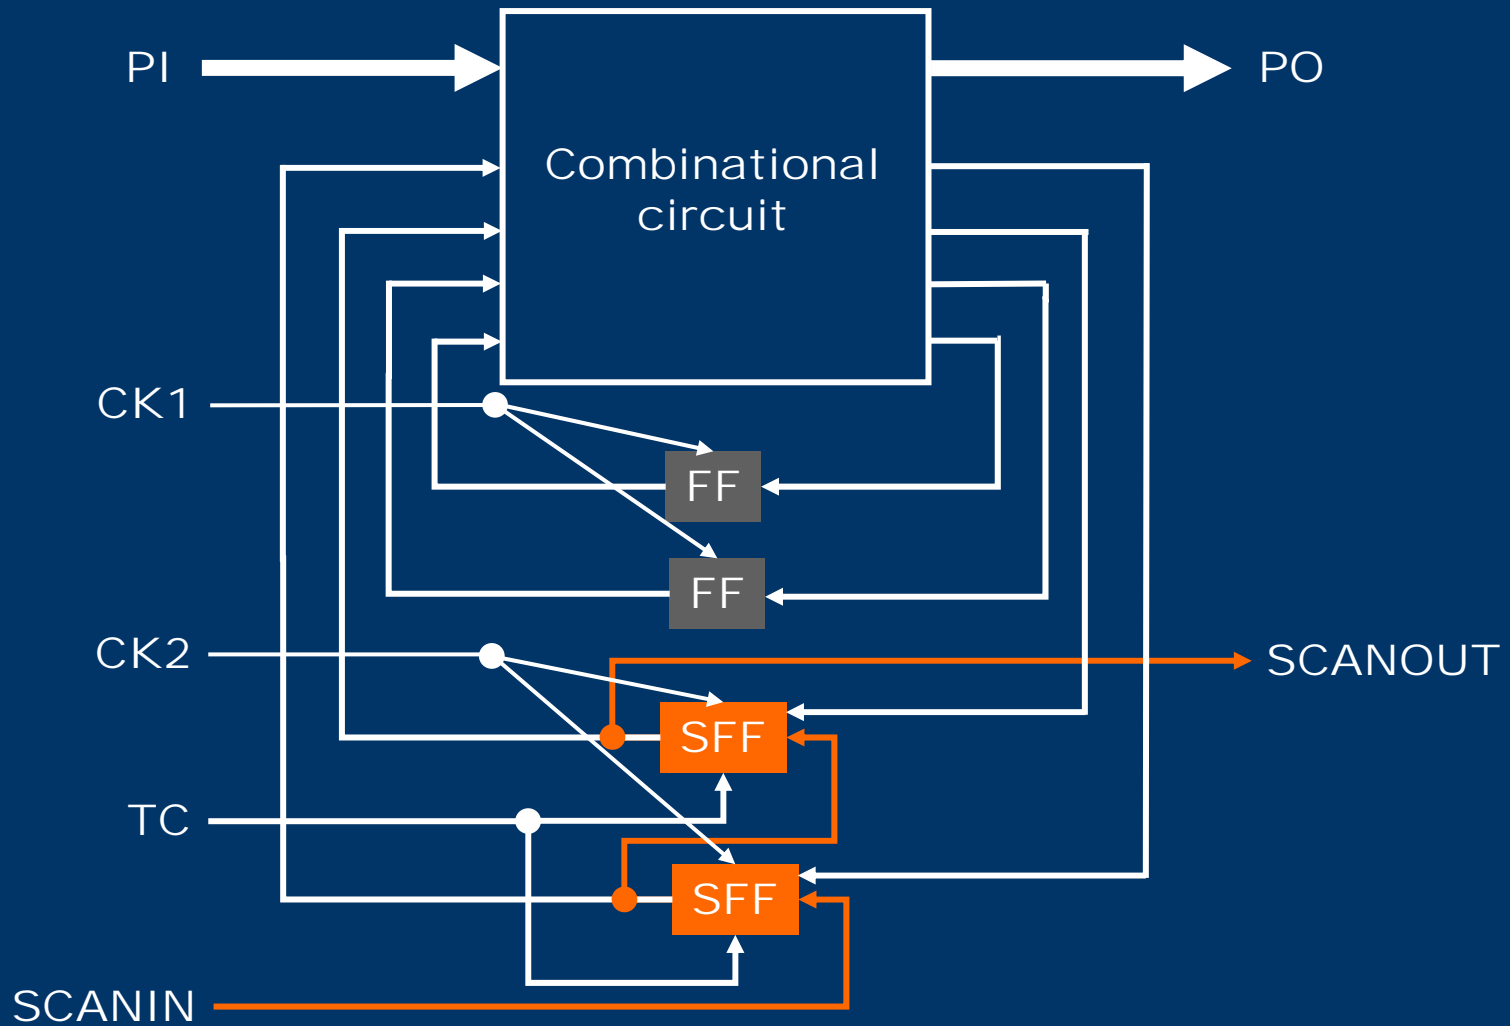 PI
PO
Combinational
circuit
CK1
FF
FF
CK2
SCANOUT
SFF
TC
SFF
SCANIN